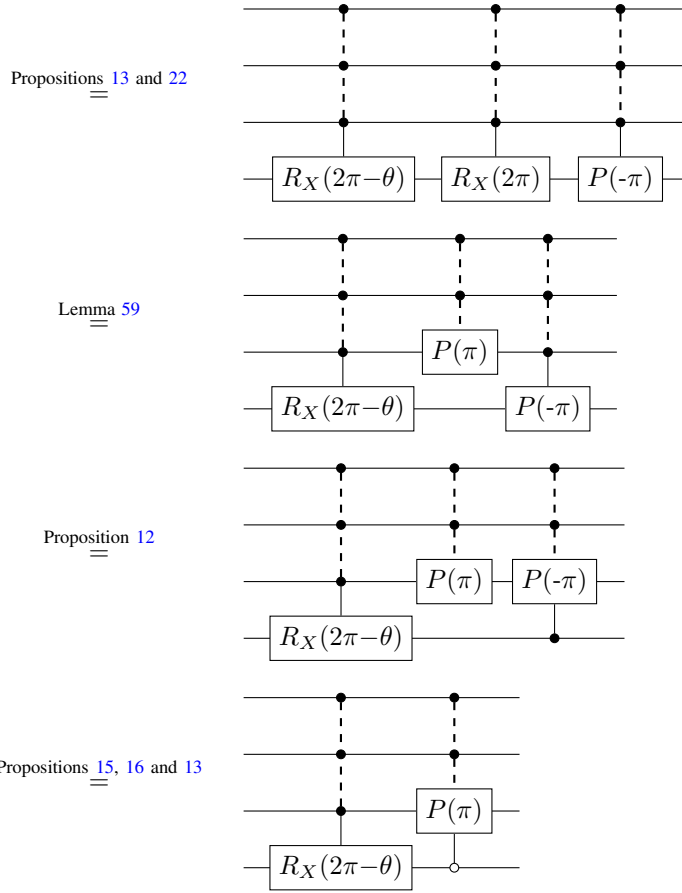 Propositions 13 and 22
=
R_X(2π−θ) R_X(2π) P(-π)
Lemma 59
=
P(π)
R_X(2π−θ) P(-π)
Proposition 12
=
P(π) P(-π)
R_X(2π−θ)
Propositions 15, 16 and 13
=
P(π)
R_X(2π−θ)